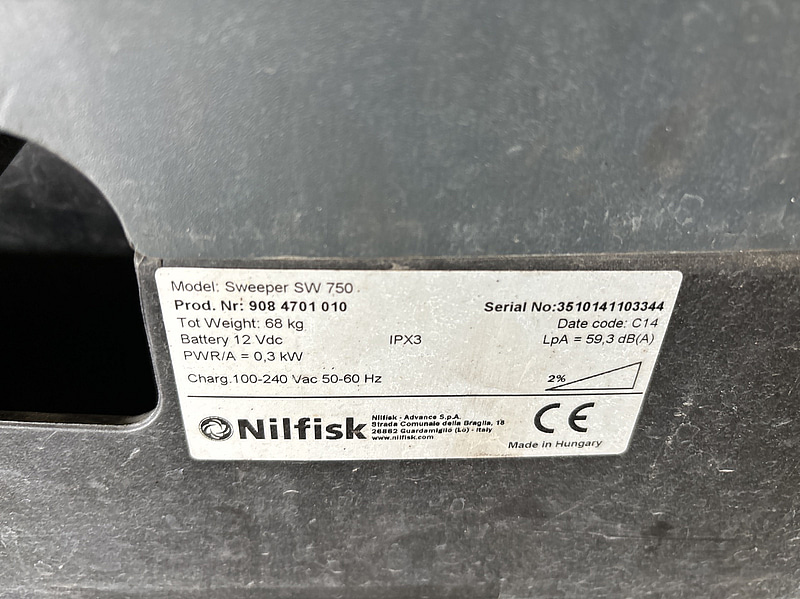 Model: Sweeper SW 750
Prod. Nr: 908 4701 010
Serial No:3510141103344
Tot Weight: 68 kg
Date code: C14
Battery 12 Vdc
IPX3
LpA = 59,3 dB(A)
PWR/A = 0,3 kW
Charg.100-240 Vac 50-60 Hz
2%
Nilfisk
Nilfisk - Advance S.p.A.
Strada Comunale della Braglia, 18
26862 Guardamiglio (Lo) - Italy
www.nilfisk.com
CE
Made in Hungary